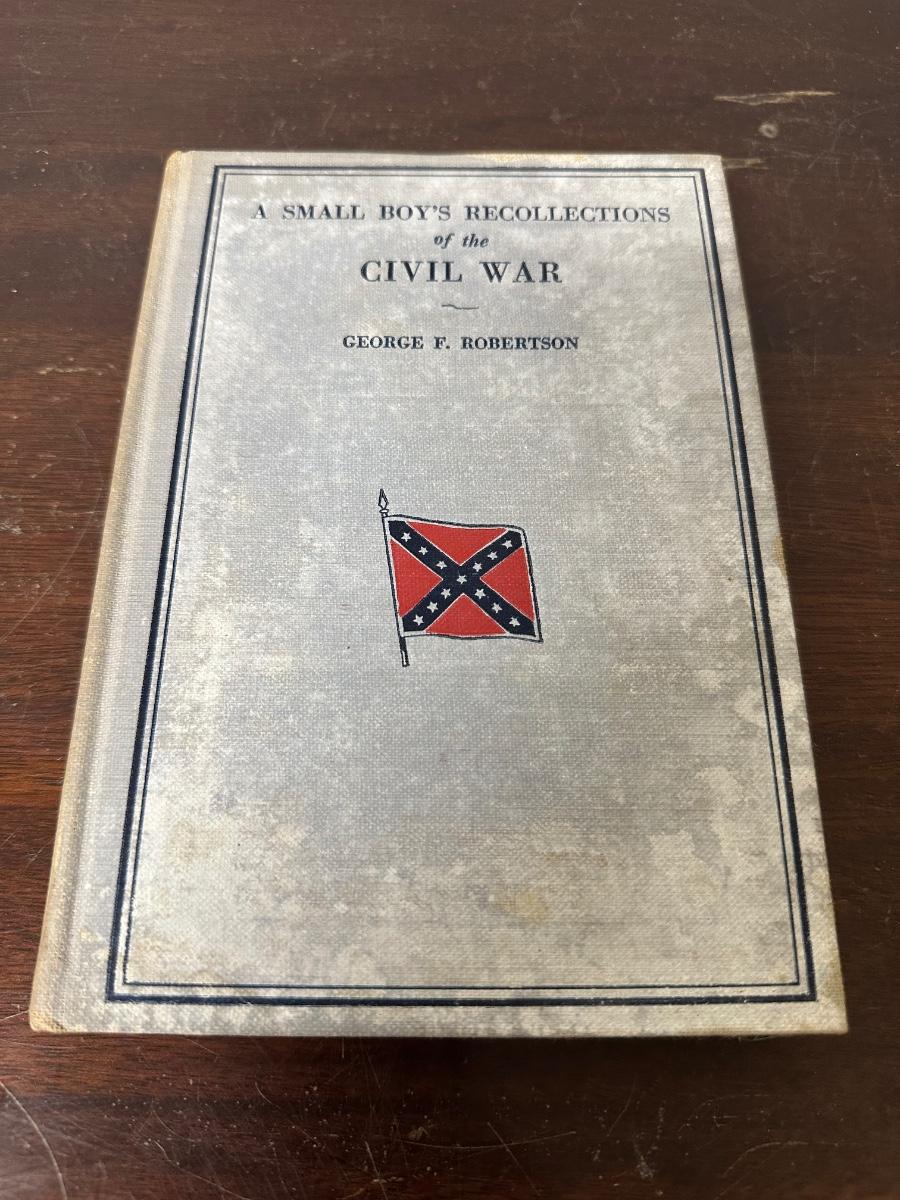 A SMALL BOY'S RECOLLECTIONS
of the
CIVIL WAR
GEORGE F. ROBERTSON